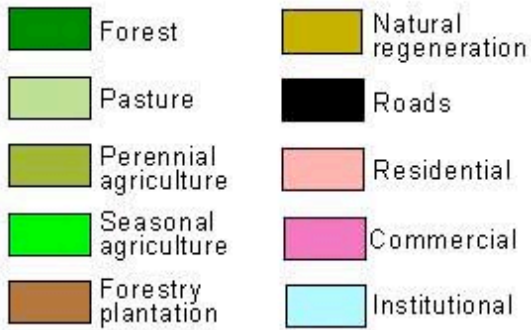 Forest
Pasture
Perennial
agriculture
Seasonal
agriculture
Forestry
plantation
Natural
regeneration
Roads
Residential
Commercial
Institutional